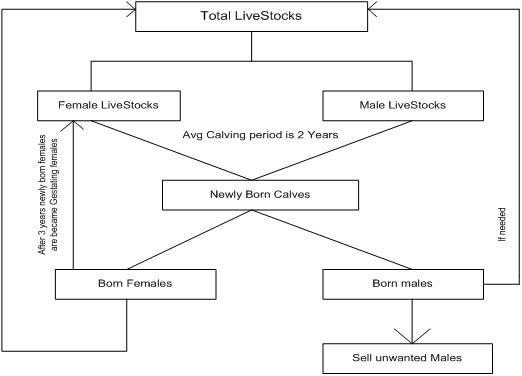 Total LiveStocks
Female LiveStocks
Male LiveStocks
Avg Calving period is 2 Years
After 3 years newly born females
are became Gestating females
Newly Born Calves
If needed
Born Females
Born males
Sell unwanted Males